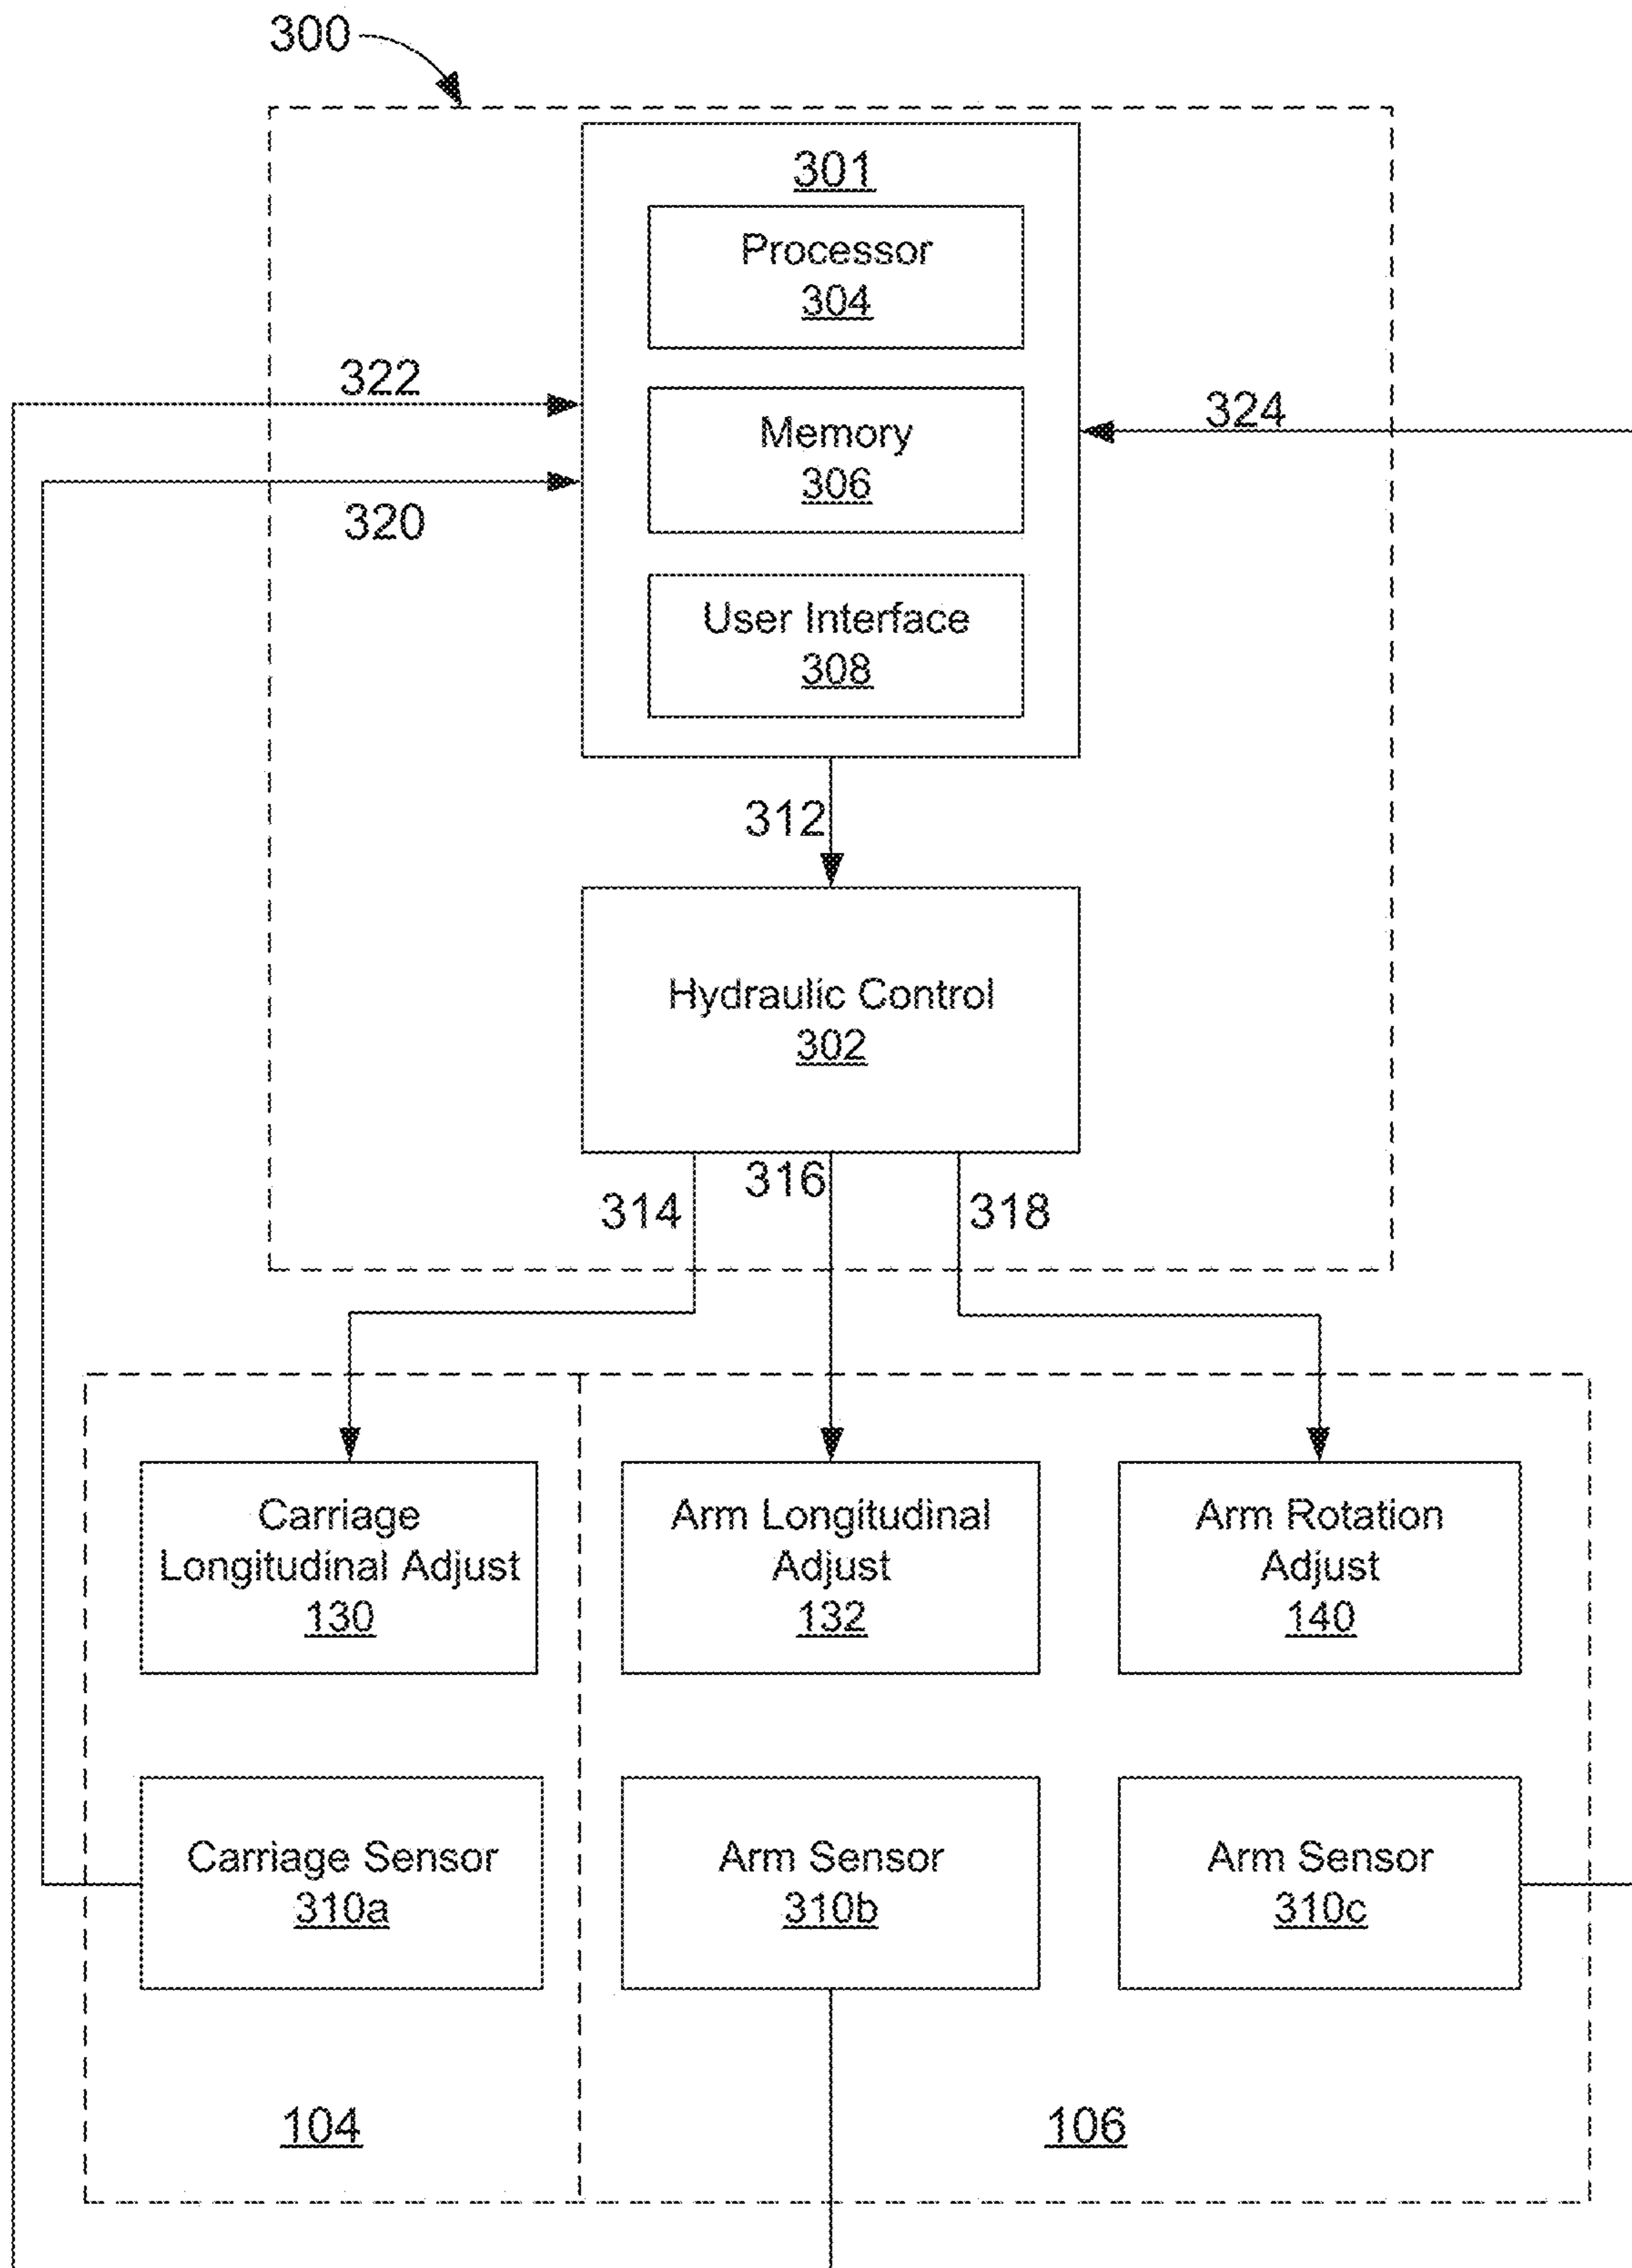 300
301
Processor
304
322
Memory
306
324
320
User Interface
308
312
Hydraulic Control
302
314
316
318
Carriage
Longitudinal Adjust
130
Arm Longitudinal
Adjust
132
Arm Rotation
Adjust
140
Carriage Sensor
310a
Arm Sensor
310b
Arm Sensor
310c
104
106